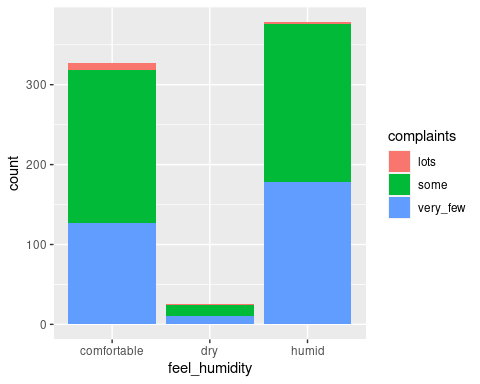 count
300
200
100
0
comfortable dry humid
feel_humidity
complaints
lots
some
very_few